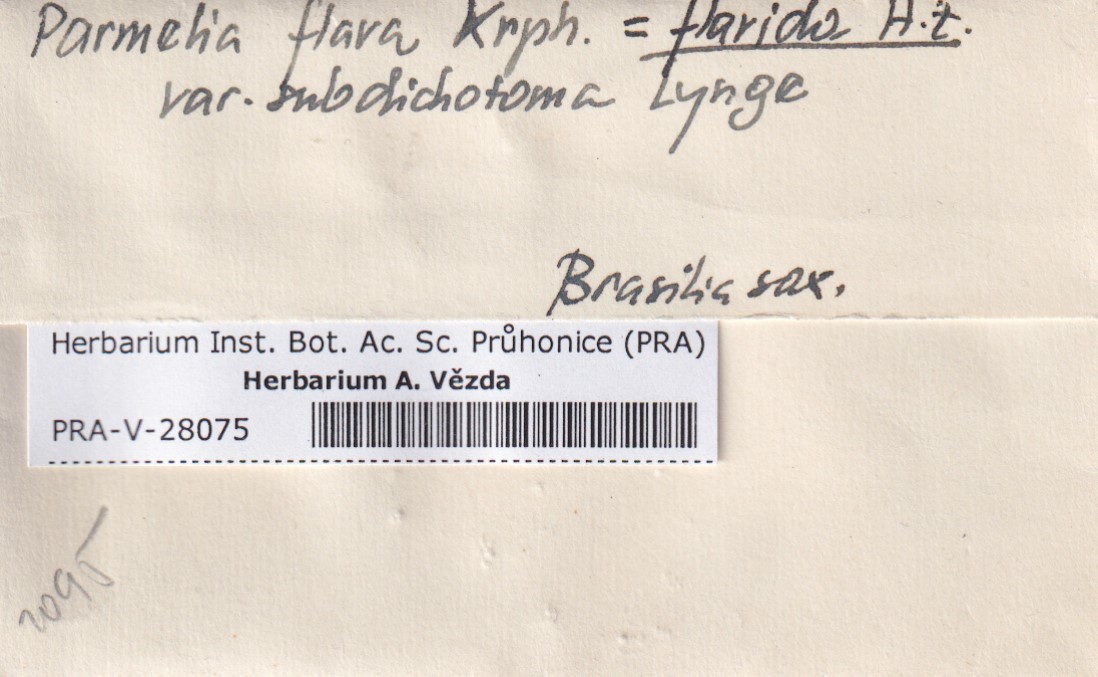 Parmelia flava Krph. = flavida A.Z.
var. subdichotoma Lynge
Brasilia sax.
Herbarium Inst. Bot. Ac. Sc. Průhonice (PRA)
Herbarium A. Vězda
PRA-V-28075
2095